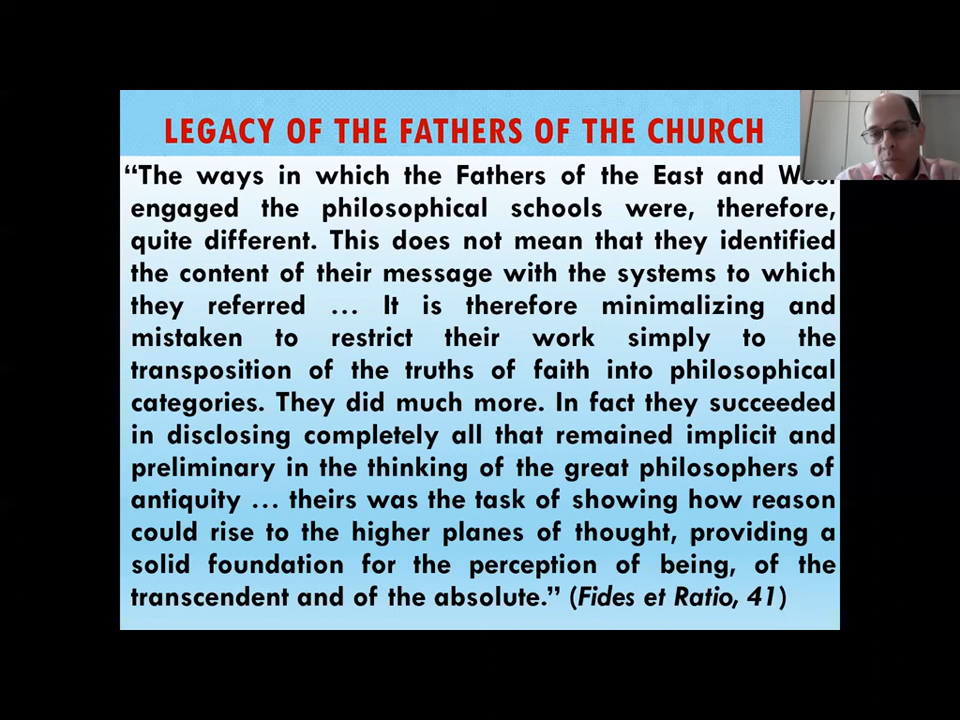 LEGACY OF THE FATHERS OF THE CHURCH
“The ways in which the Fathers of the East and West
engaged the philosophical schools were, therefore,
quite different. This does not mean that they identified
the content of their message with the systems to which
they referred … It is therefore minimalizing and
mistaken to restrict their work simply to the
transposition of the truths of faith into philosophical
categories. They did much more. In fact they succeeded
in disclosing completely all that remained implicit and
preliminary in the thinking of the great philosophers of
antiquity … theirs was the task of showing how reason
could rise to the higher planes of thought, providing a
solid foundation for the perception of being, of the
transcendent and of the absolute.” (Fides et Ratio, 41)